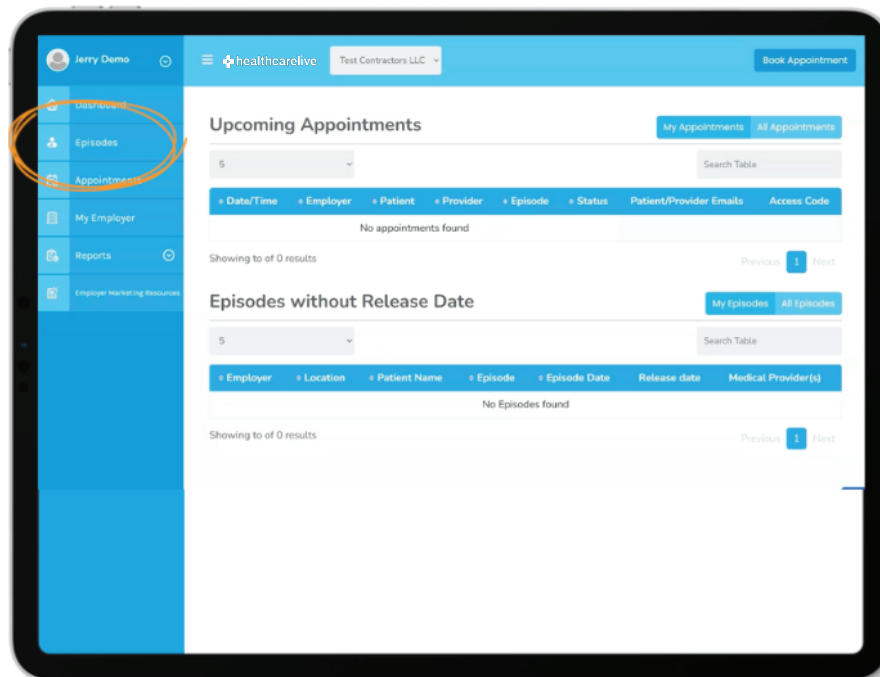 Jerry Demo
Dashboard
Episodes
Appointments
My Employer
Reports
Employer Marketing Resources
healthcarelive
Test Contractors LLC
Book Appointment
Upcoming Appointments
My Appointments All Appointments
5 Search Table
Date/Time Employer Patient Provider Episode Status Patient/Provider Emails Access Code
No appointments found
Showing to of 0 results
Previous 1 Next
Episodes without Release Date
My Episodes All Episodes
5 Search Table
Employer Location Patient Name Episode Episode Date Release date Medical Provider(s)
No Episodes found
Showing to of 0 results
Previous 1 Next